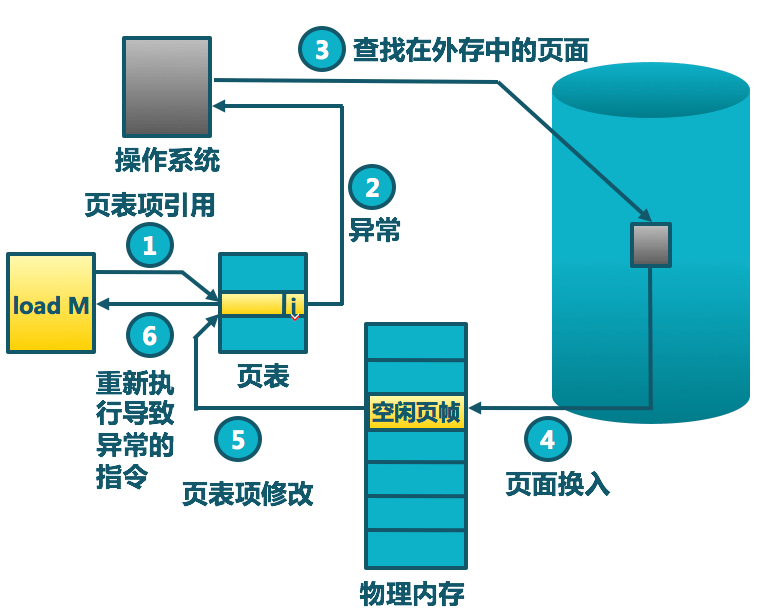 3 查找在外存中的页面
操作系统
页表项引用
2
异常
1
load M
i
6
页表
重新执
行导致
异常的
指令
空闲页帧
5
4
页表项修改
页面换入
物理内存